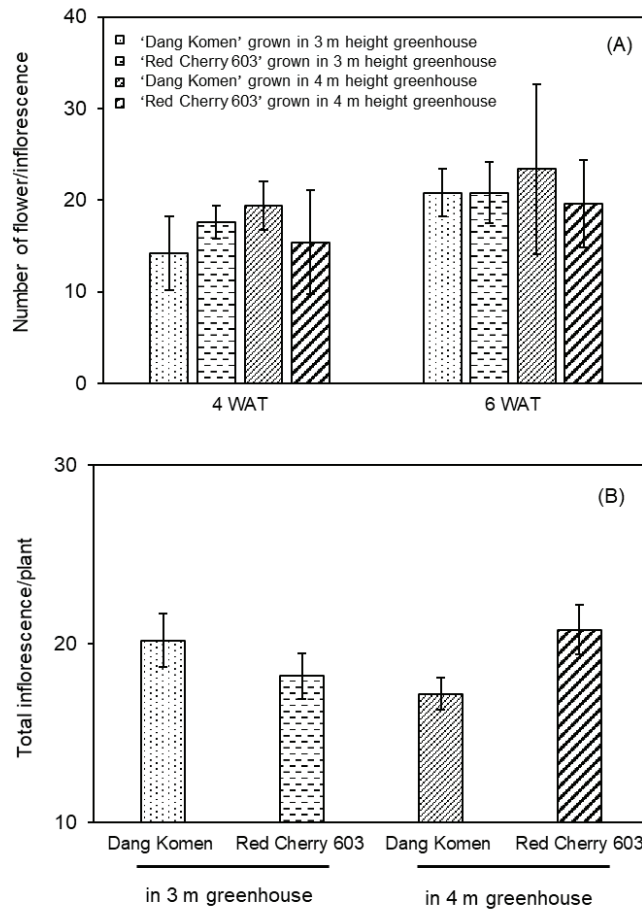 40
30
20
10
0
Number of flower/inflorescence
(A)
‘Dang Komen’ grown in 3 m height greenhouse
‘Red Cherry 603’ grown in 3 m height greenhouse
‘Dang Komen’ grown in 4 m height greenhouse
‘Red Cherry 603’ grown in 4 m height greenhouse
4 WAT 6 WAT
30
20
10
Total inflorescence/plant
(B)
Dang Komen Red Cherry 603 Dang Komen Red Cherry 603
in 3 m greenhouse in 4 m greenhouse